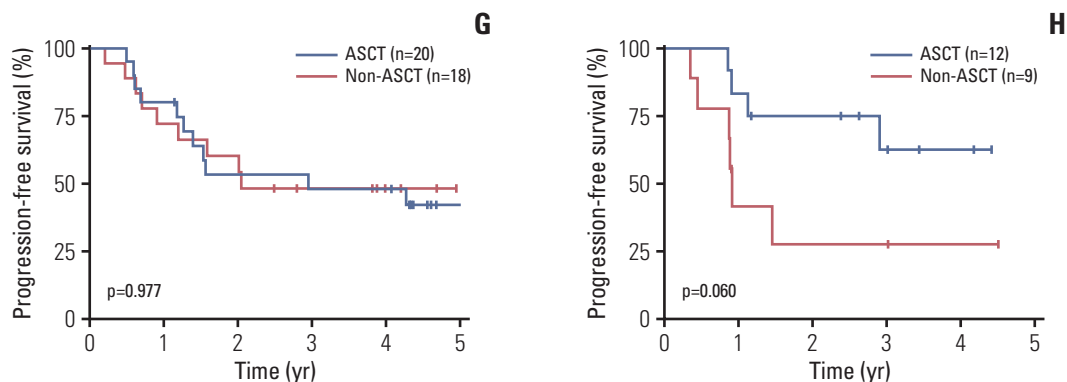 G
Progression-free survival (%)
100
75
50
25
0
ASCT (n=20)
Non-ASCT (n=18)
p=0.977
0 1 2 3 4 5
Time (yr)
H
Progression-free survival (%)
100
75
50
25
0
ASCT (n=12)
Non-ASCT (n=9)
p=0.060
0 1 2 3 4 5
Time (yr)